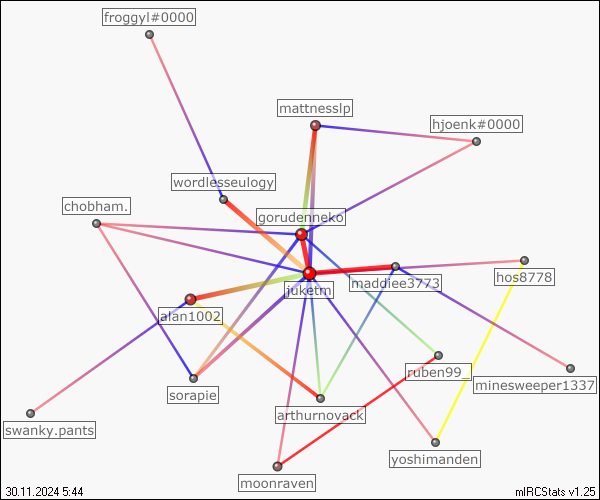 froggyl#0000
mattnesslp
hjoenk#0000
wordlesseulogy
chobham.
gorudenneko
hos8778
maddiee3773
juketm
alan1002
ruben99_
minesweeper1337
sorapie
arthurnovack
swanky.pants
yoshimanden
moonraven
30.11.2024 5:44
mIRCStats v1.25